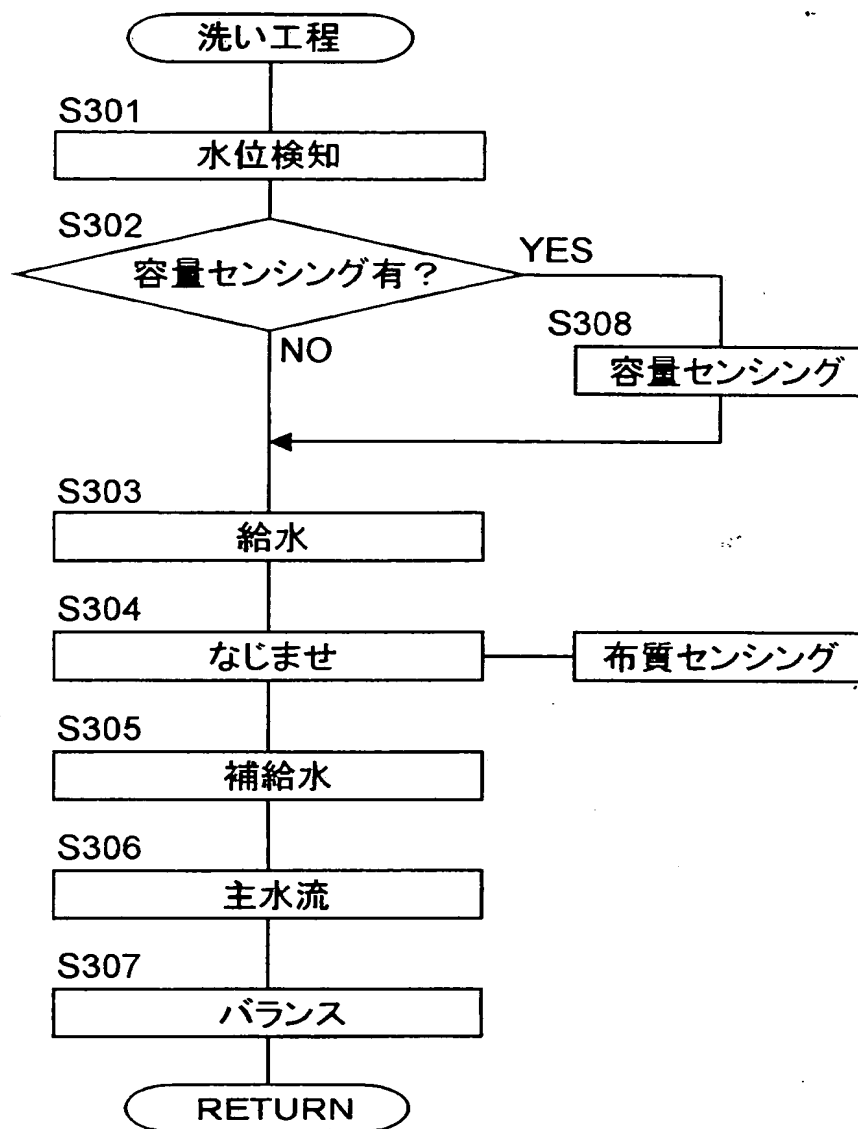 洗い工程
S301
水位検知
S302
容量センシング有?
YES
NO
S308
容量センシング
S303
給水
S304
なじませ
布質センシング
S305
補給水
S306
主水流
S307
バランス
RETURN